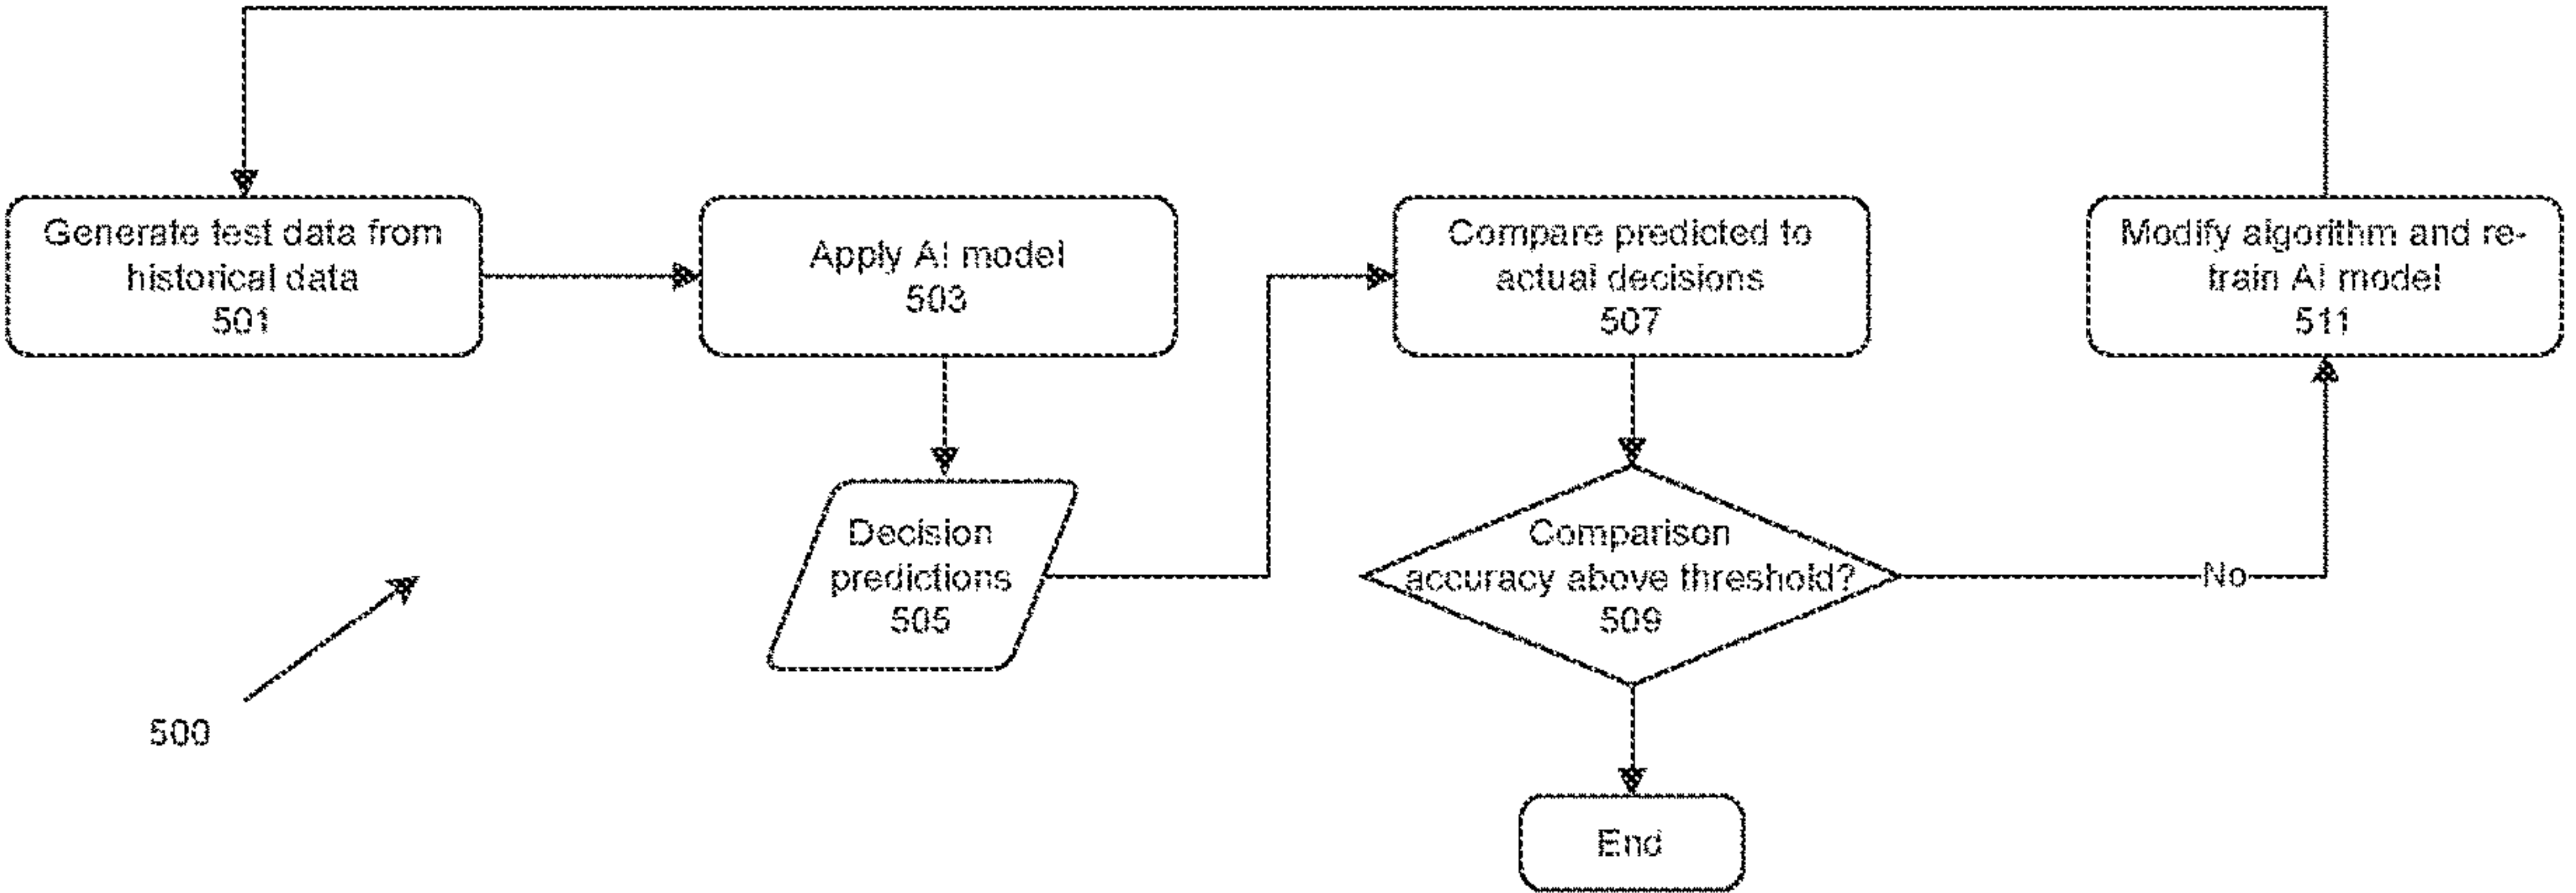 Generate test data from
historical data
501
Apply AI model
503
Decision
predictions
505
Compare predicted to
actual decisions
507
Comparison
accuracy above threshold?
509
No
Modify algorithm and re-
train AI model
511
End
500